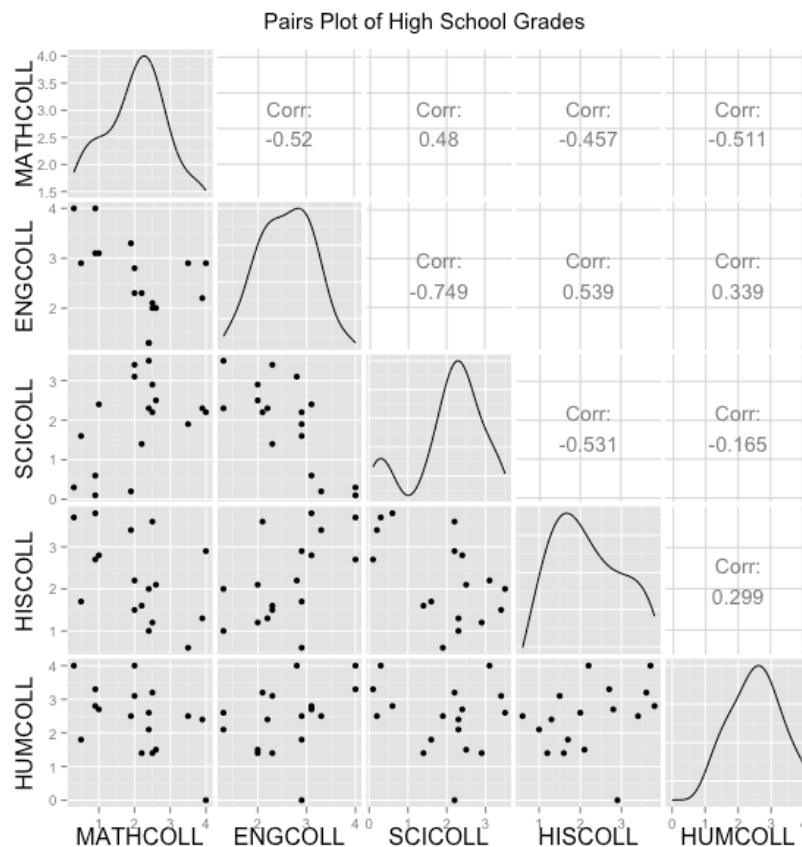 Pairs Plot of High School Grades
MATHCOLL
4.0
3.5
3.0
2.5
2.0
1.5
Corr:
-0.52
Corr:
0.48
Corr:
-0.457
Corr:
-0.511
ENGCOLL
4
3
2
Corr:
-0.749
Corr:
0.539
Corr:
0.339
SCICOLL
3
2
1
0
Corr:
-0.531
Corr:
-0.165
HISCOLL
3
2
1
Corr:
0.299
HUMCOLL
4
3
2
1
0
1 2 3 4
2 3 4
0 1 2 3
1 2 3
0 1 2 3 4
MATHCOLL
ENGCOLL
SCICOLL
HISCOLL
HUMCOLL